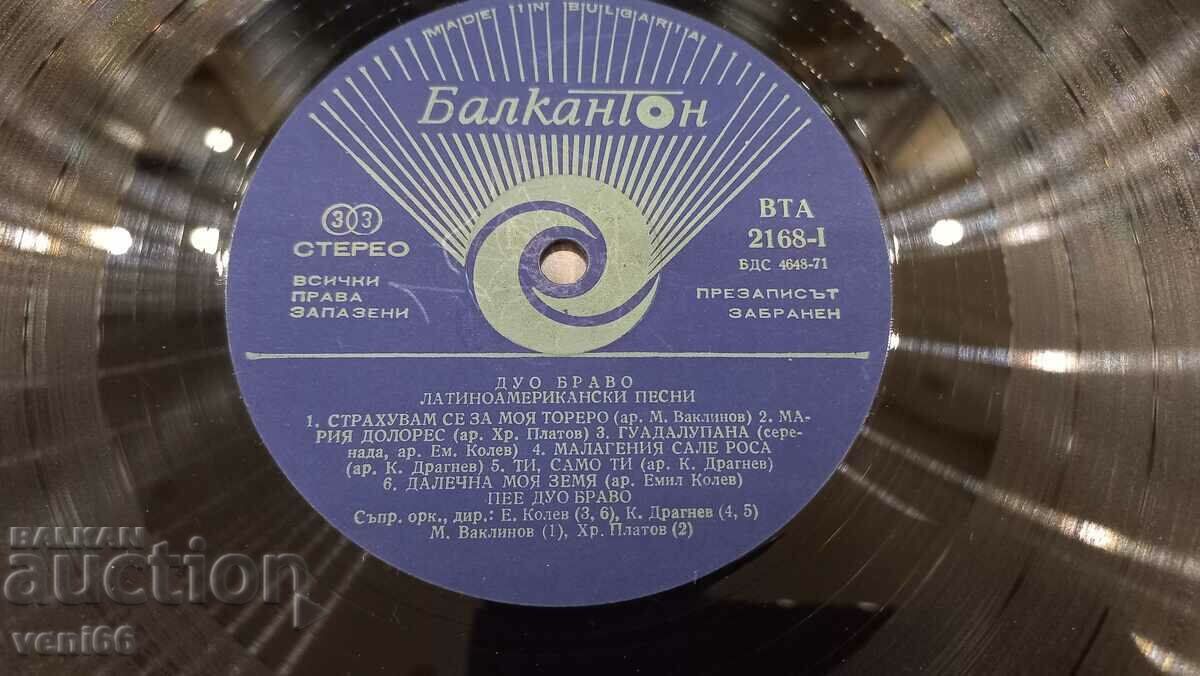 MADE IN BULGARIA
БалканТон
33
СТЕРЕО
ВСИЧКИ
ПРАВА
ЗАПАЗЕНИ
ВТА
2168-I
БДС 4648-71
ПРЕЗАПИСЪТ
ЗАБРАНЕН
ДУО БРАВО
ЛАТИНОАМЕРИКАНСКИ ПЕСНИ
1. СТРАХУВАМ СЕ ЗА МОЯ ТОРЕРО (ар. М. Ваклинов) 2. МА-
РИЯ ДОЛОРЕС (ар. Хр. Платов) 3. ГУАДАЛУПАНА (сере-
нада, ар. Ем. Колев) 4. МАЛАГЕНИЯ САЛЕ РОСА
(ар. К. Драгнев) 5. ТИ, САМО ТИ (ар. К. Драгнев)
6. ДАЛЕЧНА МОЯ ЗЕМЯ (ар. Емил Колев)
ПЕЕ ДУО БРАВО
Съпр. орк., дир.: Е. Колев (3, 6), К. Драгнев (4, 5)
М. Ваклинов (1), Хр. Платов (2)
BALKAN
auction
veni66